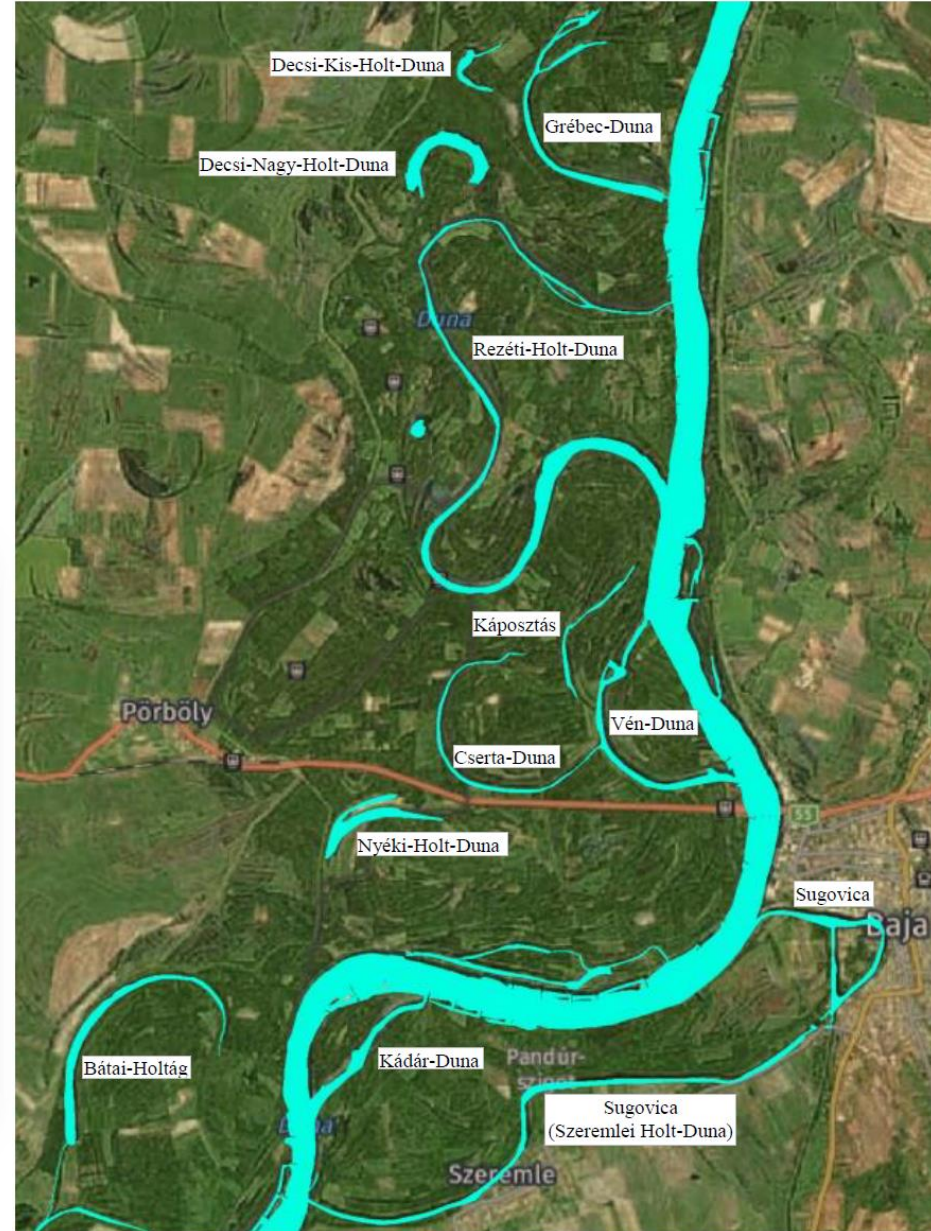 Decsi-Kis-Holt-Duna
Grébec-Duna
Decsi-Nagy-Holt-Duna
Duna
Rezéti-Holt-Duna
Káposztás
Pörböly
Vén-Duna
Cserta-Duna
55
Nyéki-Holt-Duna
Sugovica
Baja
Kádár-Duna
Pandúr-
sziget
Bátai-Holtág
Sugovica
(Szeremlei Holt-Duna)
Duna
Szeremle